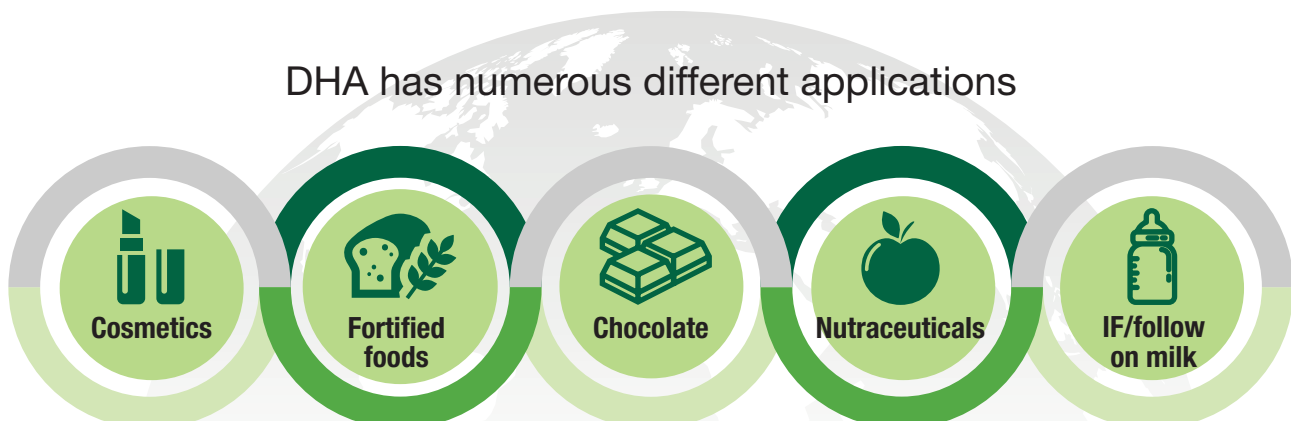 DHA has numerous different applications
Cosmetics
Fortified
foods
Chocolate
Nutraceuticals
IF/follow
on milk